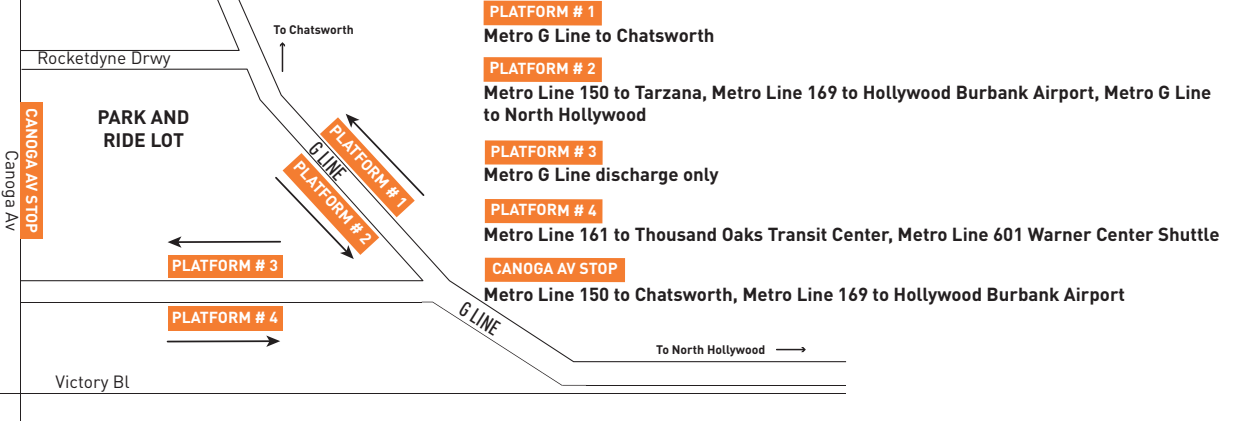 To Chatsworth
Rocketdyne Drwy
PARK AND
RIDE LOT
CANOGA AV STOP
Canoga Av
PLATFORM # 1
G LINE
PLATFORM # 2
PLATFORM # 3
PLATFORM # 4
G LINE
To North Hollywood
Victory Bl
PLATFORM # 1
Metro G Line to Chatsworth
PLATFORM # 2
Metro Line 150 to Tarzana, Metro Line 169 to Hollywood Burbank Airport, Metro G Line
to North Hollywood
PLATFORM # 3
Metro G Line discharge only
PLATFORM # 4
Metro Line 161 to Thousand Oaks Transit Center, Metro Line 601 Warner Center Shuttle
CANOGA AV STOP
Metro Line 150 to Chatsworth, Metro Line 169 to Hollywood Burbank Airport